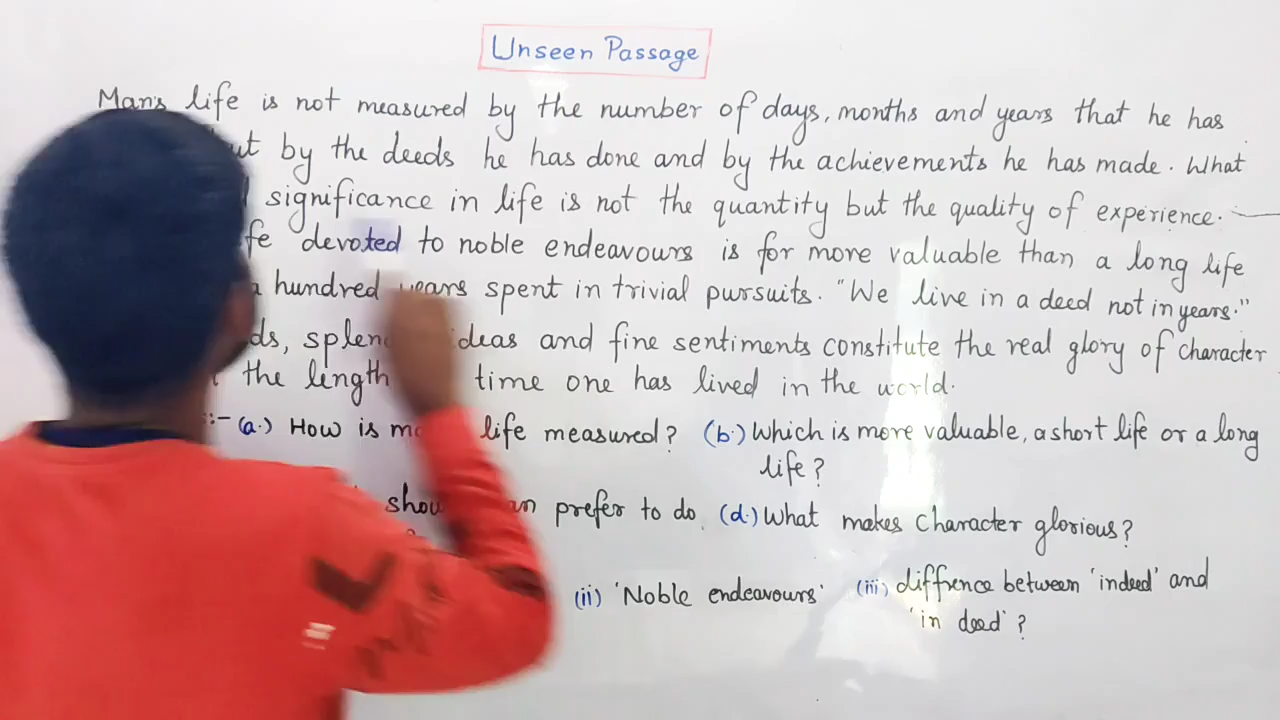 Unseen Passage
Man's life is not measured by the number of days, months and years that he has
by the deeds he has done and by the achievements he has made. What
significance in life is not the quantity but the quality of experience.
devoted to noble endeavours is for more valuable than a long life
hundred years spent in trivial pursuits. "We live in a deed not in years."
ideas and fine sentiments constitute the real glory of character
the length time one has lived in the world.
(a.) How is life measured? (b.) Which is more valuable, a short life or a long
life?
prefer to do (d.) What makes character glorious?
(ii) 'Noble endeavours' (iii) diffrence between 'indeed' and
'in deed'?